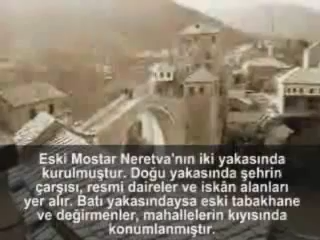 Eski Mostar Neretva'nın iki yakasında
kurulmuştur. Doğu yakasında şehrin
çarşısı, resmi daireler ve iskân alanları
yer alır. Batı yakasındaysa eski tabakhane
ve değirmenler, mahallelerin kıyısında
konumlanmıştır.